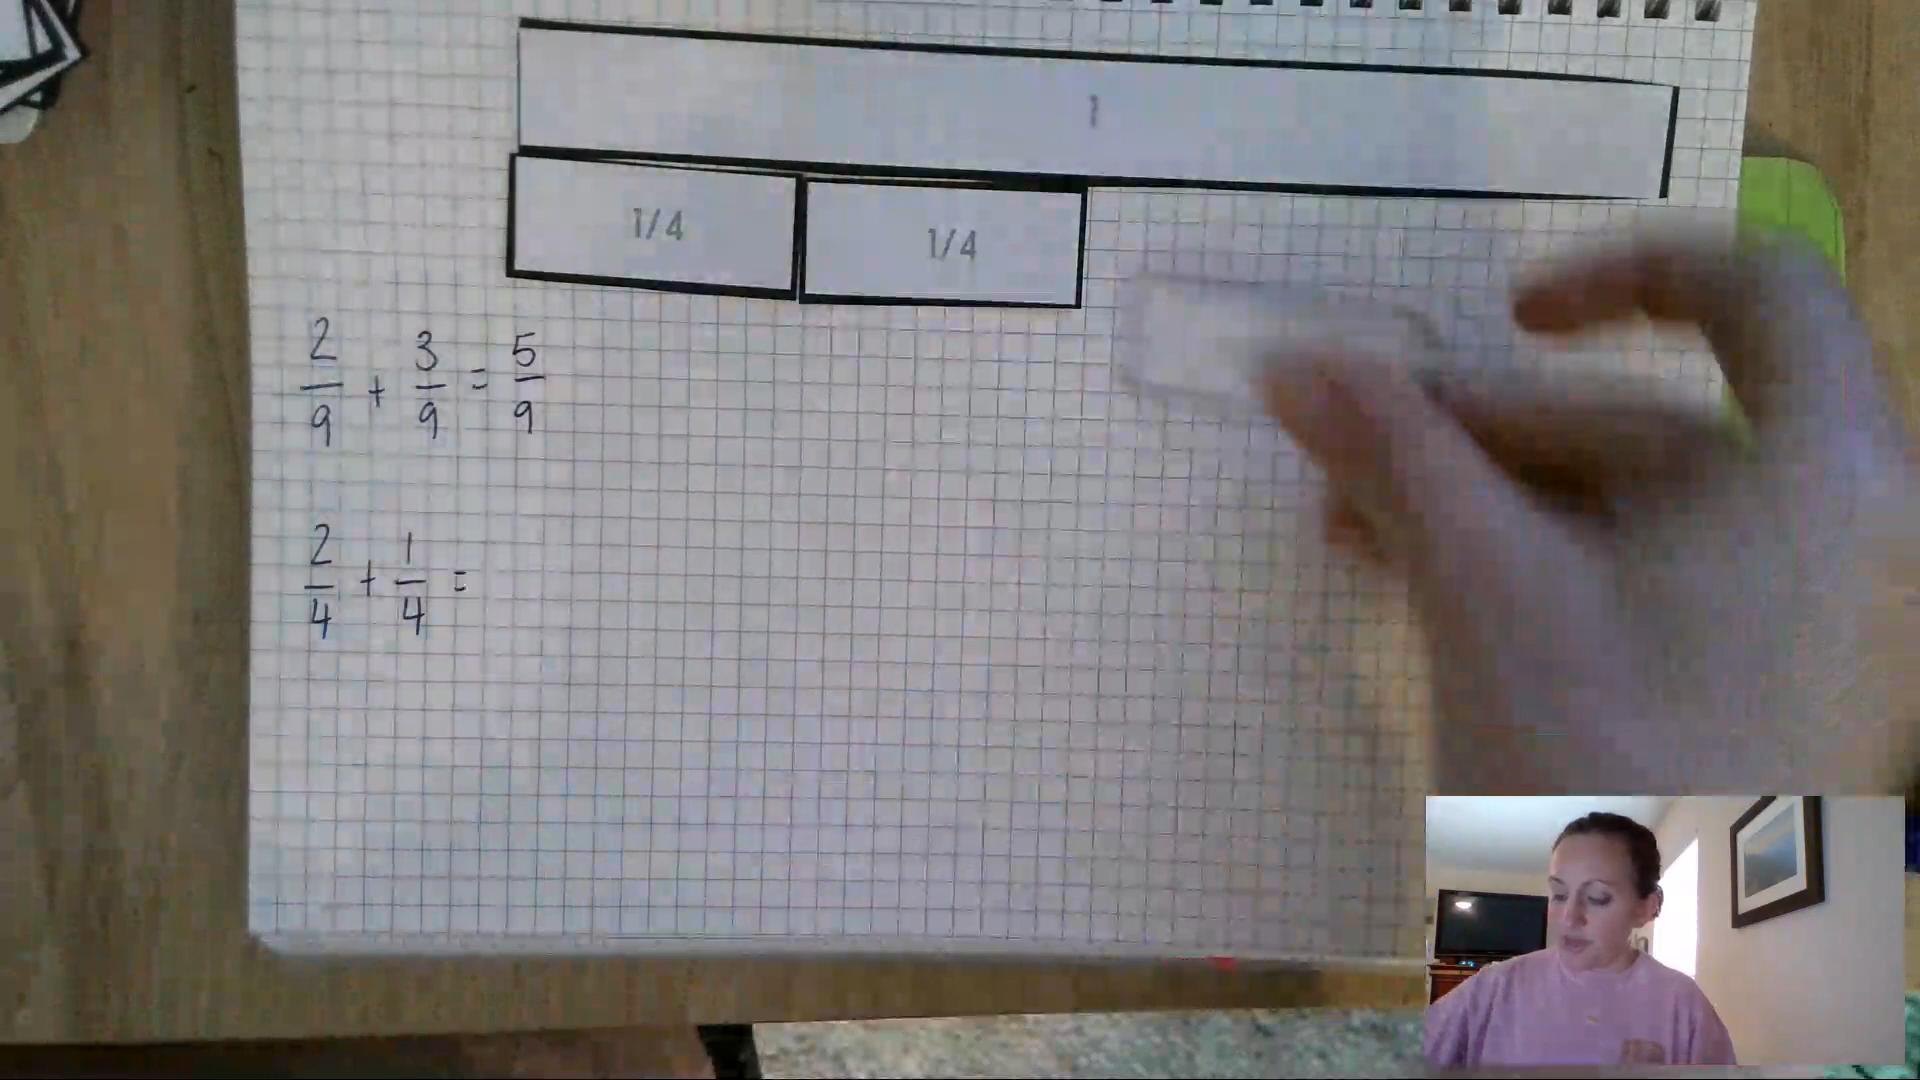 1
1/4 1/4
2/9 + 3/9 = 5/9
2/4 + 1/4 =